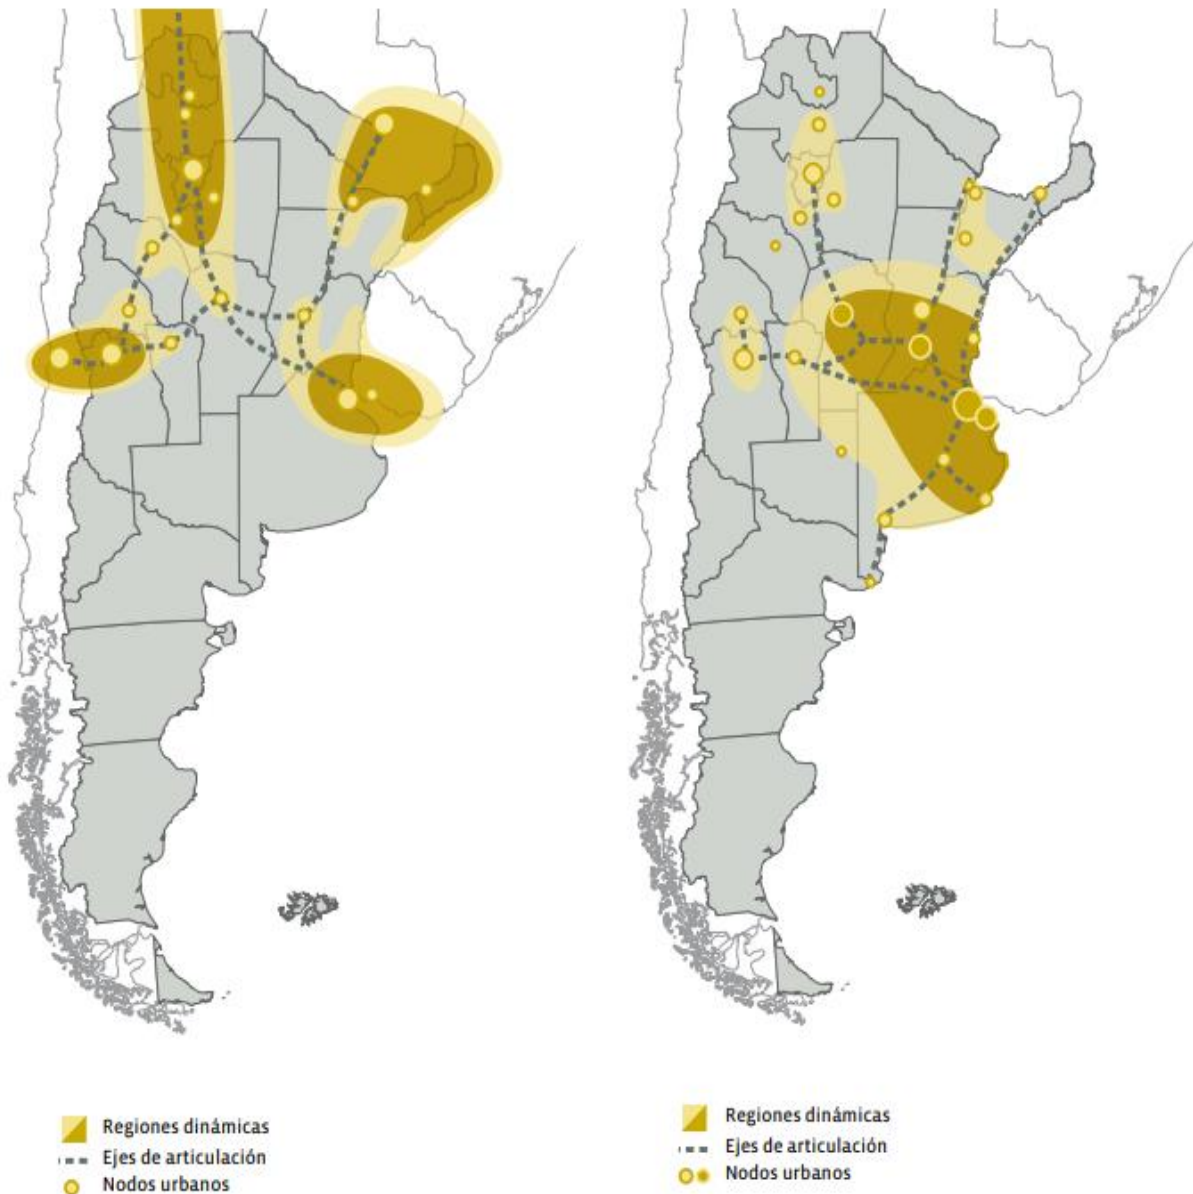 Regiones dinámicas
Ejes de articulación
Nodos urbanos
Regiones dinámicas
Ejes de articulación
Nodos urbanos